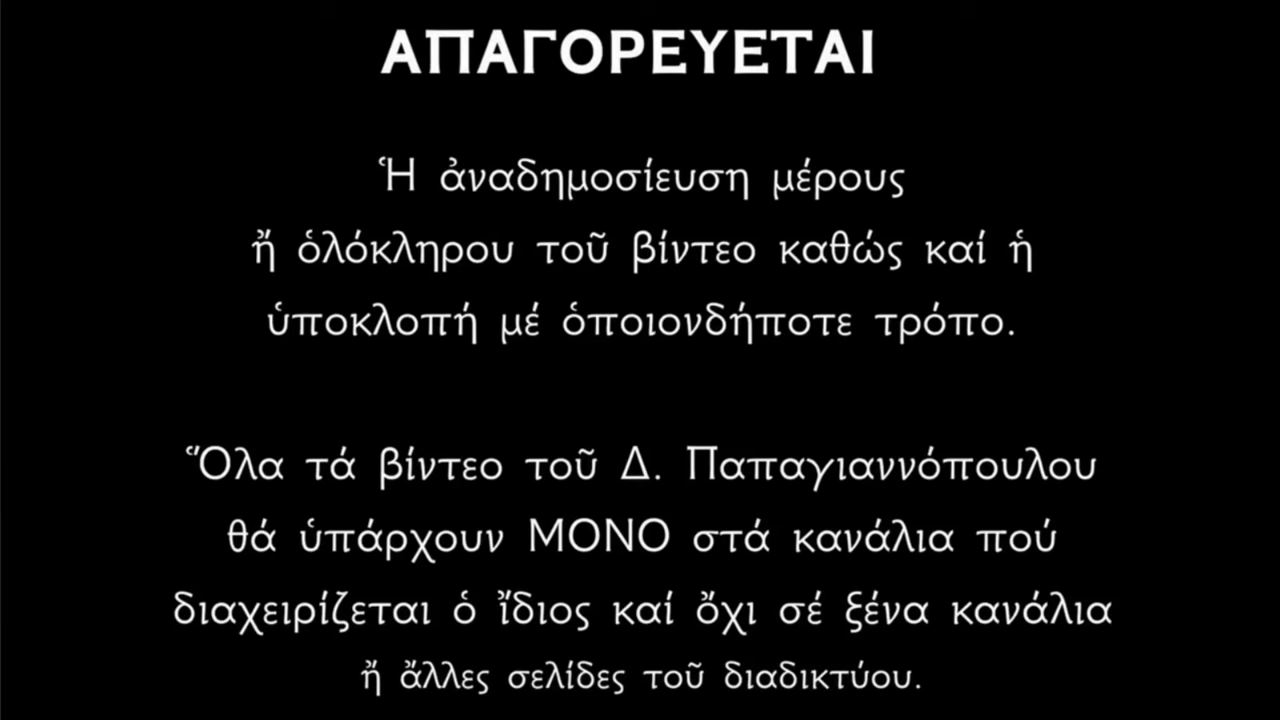 ΑΠΑΓΟΡΕΥΕΤΑΙ
Ἡ ἀναδημοσίευση μέρους
ἤ ὁλόκληρου τοῦ βίντεο καθώς καί ἡ
ὑποκλοπή μέ ὁποιονδήποτε τρόπο.
Ὅλα τά βίντεο τοῦ Δ. Παπαγιαννόπουλου
θά ὑπάρχουν ΜΟΝΟ στά κανάλια πού
διαχειρίζεται ὁ ἴδιος καί ὄχι σέ ξένα κανάλια
ἤ ἄλλες σελίδες τοῦ διαδικτύου.